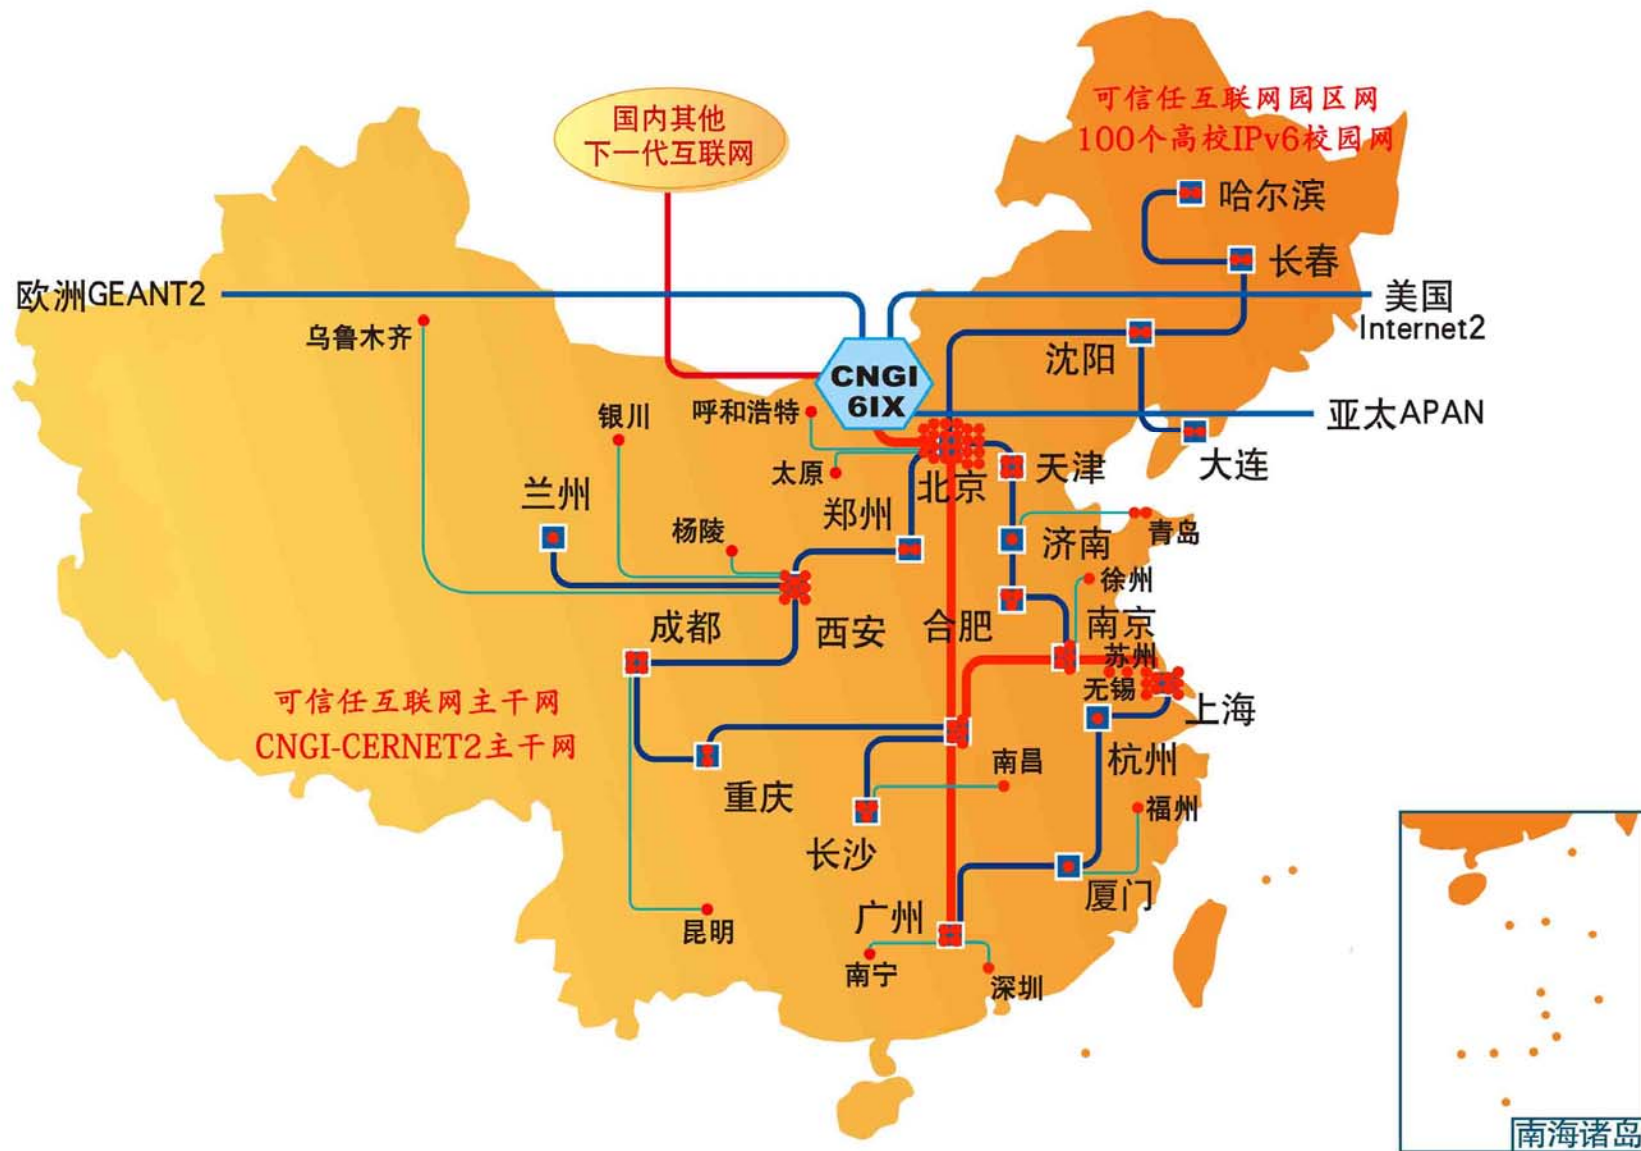 国内其他
下一代互联网
可信任互联网园区网
100个高校IPv6校园网
哈尔滨
长春
欧洲GEANT2
美国
Internet2
乌鲁木齐
沈阳
CNGI
6IX
银川
呼和浩特
亚太APAN
太原
北京
天津
大连
兰州
郑州
杨陵
济南
青岛
徐州
成都
西安
合肥
南京
苏州
无锡
上海
可信任互联网主干网
CNGI-CERNET2主干网
南昌
杭州
重庆
福州
长沙
厦门
广州
昆明
南宁
深圳
南海诸岛